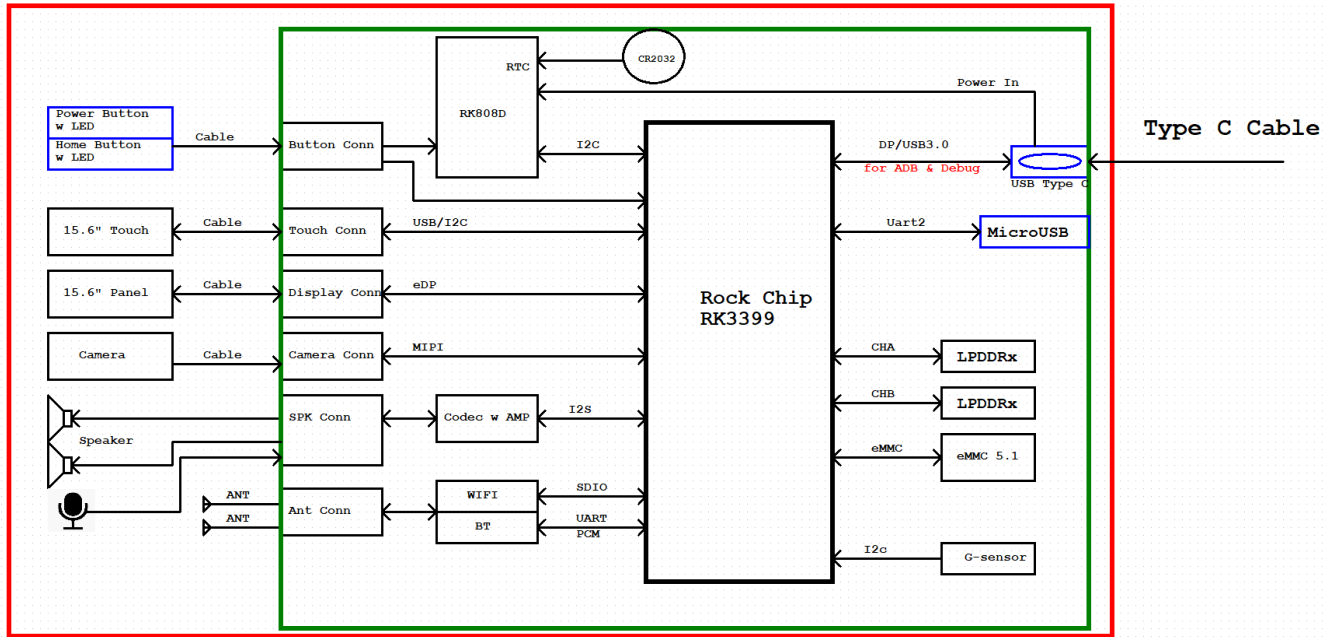 CR2032
RTC
RK808D
Power In
Type C Cable
Power Button
w LED
Home Button
w LED
Cable
Button Conn
I2C
DP/USB3.0
for ADB & Debug
USB Type C
15.6" Touch
Cable
Touch Conn
USB/I2C
Uart2
MicroUSB
15.6" Panel
Cable
Display Conn
eDP
Rock Chip
RK3399
Camera
Cable
Camera Conn
MIPI
CHA
LPDDRx
SPK Conn
Codec w AMP
I2S
CHB
LPDDRx
Speaker
eMMC
eMMC 5.1
ANT
ANT
Ant Conn
WIFI
BT
SDIO
UART
PCM
I2c
G-sensor